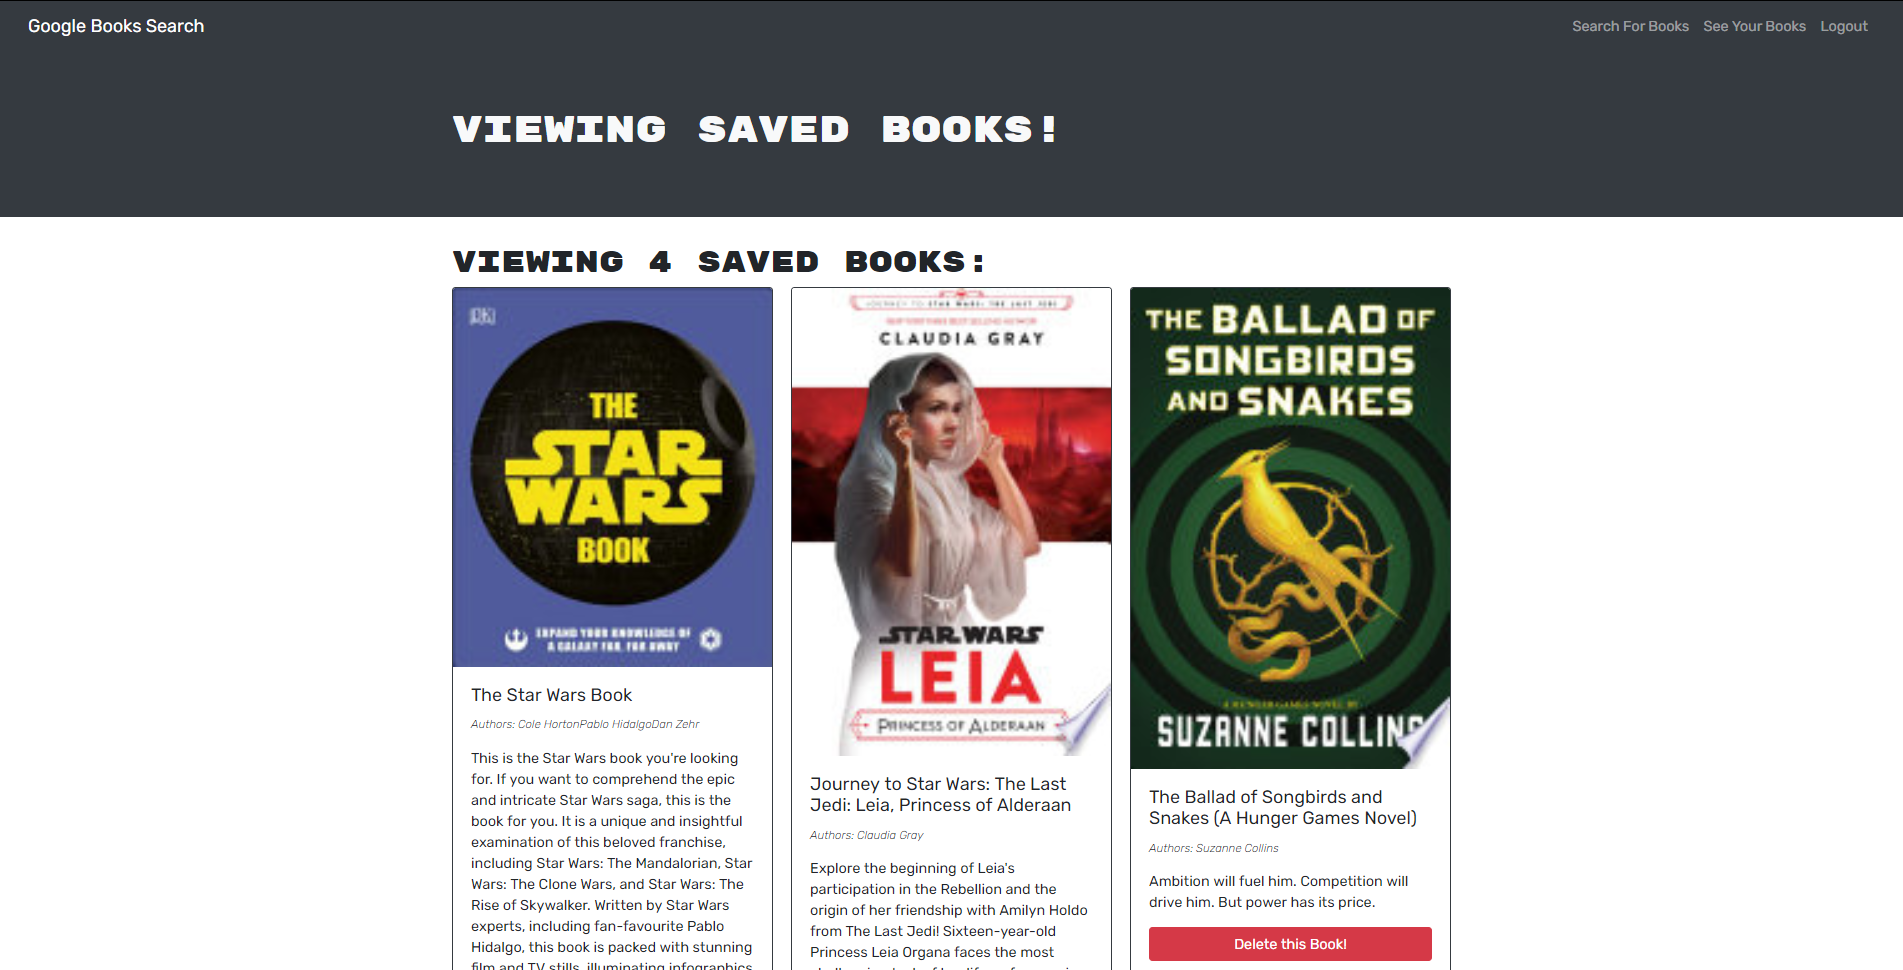 Google Books Search
Search For Books
See Your Books
Logout
VIEWING SAVED BOOKS!
VIEWING 4 SAVED BOOKS:
DK
THE
STAR
WARS
BOOK
EXPAND YOUR KNOWLEDGE OF
A GALAXY FAR, FAR AWAY
The Star Wars Book
Authors: Cole HortonPablo HidalgoDan Zehr
This is the Star Wars book you're looking
for. If you want to comprehend the epic
and intricate Star Wars saga, this is the
book for you. It is a unique and insightful
examination of this beloved franchise,
including Star Wars: The Mandalorian, Star
Wars: The Clone Wars, and Star Wars: The
Rise of Skywalker. Written by Star Wars
experts, including fan-favourite Pablo
Hidalgo, this book is packed with stunning
film and TV stills, illuminating infographics
JOURNEY TO STAR WARS: THE LAST JEDI
CLAUDIA GRAY
STAR WARS
LEIA
PRINCESS OF ALDERAAN
Journey to Star Wars: The Last
Jedi: Leia, Princess of Alderaan
Authors: Claudia Gray
Explore the beginning of Leia's
participation in the Rebellion and the
origin of her friendship with Amilyn Holdo
from The Last Jedi! Sixteen-year-old
Princess Leia Organa faces the most
THE BALLAD OF
SONGBIRDS
AND SNAKES
A HUNGER GAMES NOVEL BY
SUZANNE COLLINS
The Ballad of Songbirds and
Snakes (A Hunger Games Novel)
Authors: Suzanne Collins
Ambition will fuel him. Competition will
drive him. But power has its price.
Delete this Book!